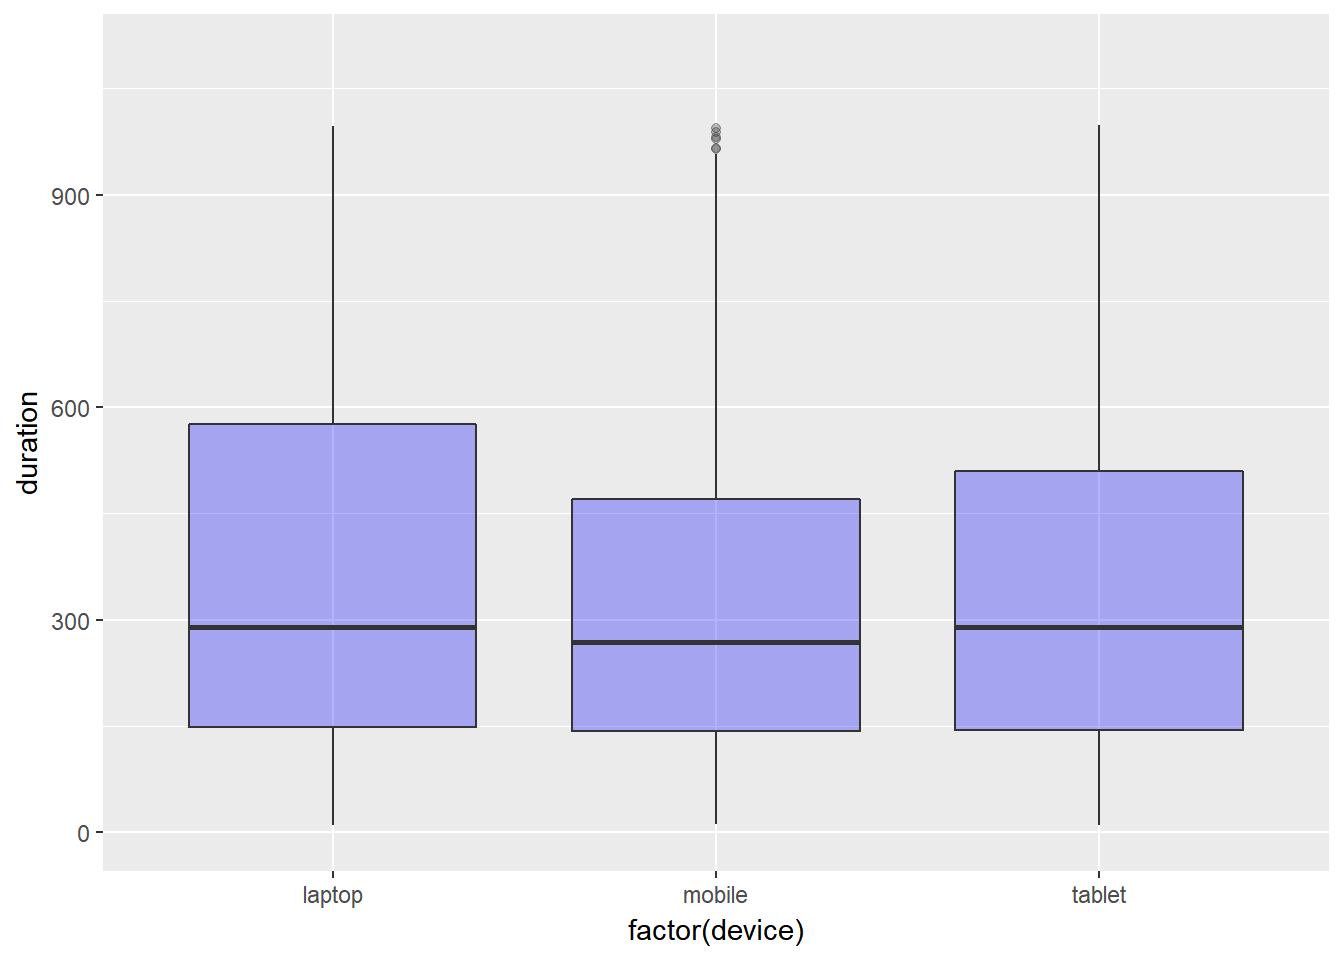 900
600
300
0
duration
laptop mobile tablet
factor(device)